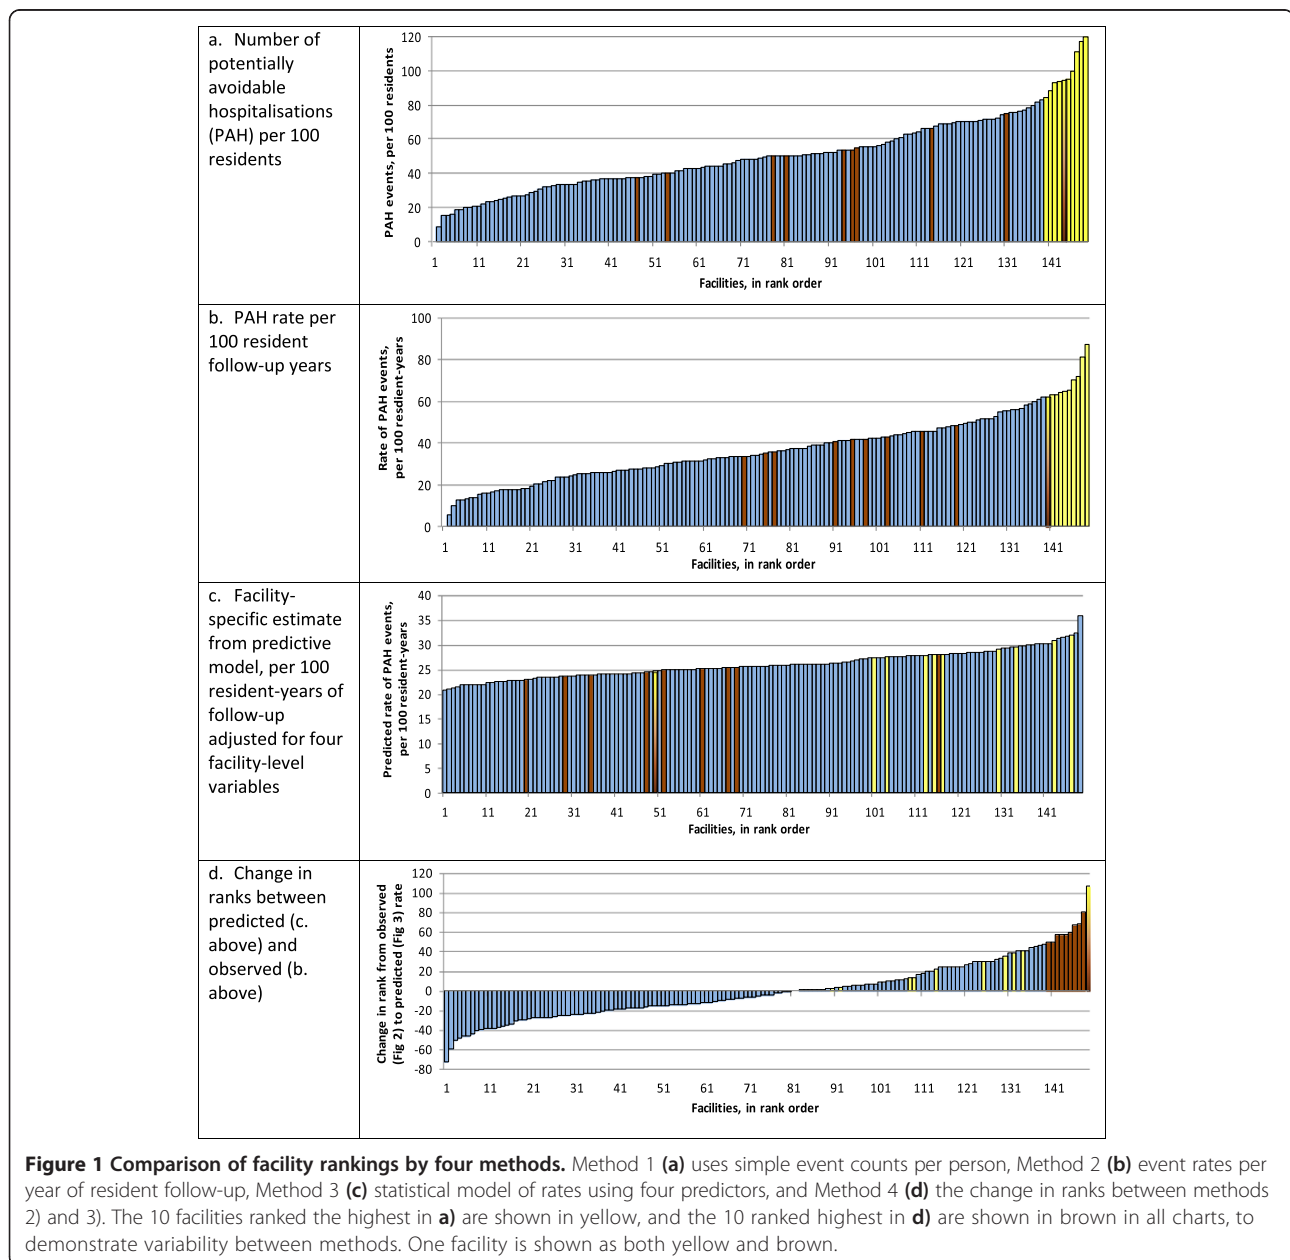 a. Number of
potentially
avoidable
hospitalisations
(PAH) per 100
residents
PAH events, per 100 residents
120
100
80
60
40
20
0
1 11 21 31 41 51 61 71 81 91 101 111 121 131 141
Facilities, in rank order
b. PAH rate per
100 resident
follow-up years
Rate of PAH events,
per 100 resdient-years
100
80
60
40
20
0
1 11 21 31 41 51 61 71 81 91 101 111 121 131 141
Facilities, in rank order
c. Facility-
specific estimate
from predictive
model, per 100
resident-years of
follow-up
adjusted for four
facility-level
variables
Predicted rate of PAH events,
per 100 resident-years
40
35
30
25
20
15
10
5
0
1 11 21 31 41 51 61 71 81 91 101 111 121 131 141
Facilities, in rank order
d. Change in
ranks between
predicted (c.
above) and
observed (b.
above)
Change in rank from observed
(Fig 2) to predicted (Fig 3) rate
120
100
80
60
40
20
0
-20
-40
-60
-80
1 11 21 31 41 51 61 71 81 91 101 111 121 131 141
Facilities, in rank order
Figure 1 Comparison of facility rankings by four methods. Method 1 (a) uses simple event counts per person, Method 2 (b) event rates per
year of resident follow-up, Method 3 (c) statistical model of rates using four predictors, and Method 4 (d) the change in ranks between methods
2) and 3). The 10 facilities ranked the highest in a) are shown in yellow, and the 10 ranked highest in d) are shown in brown in all charts, to
demonstrate variability between methods. One facility is shown as both yellow and brown.